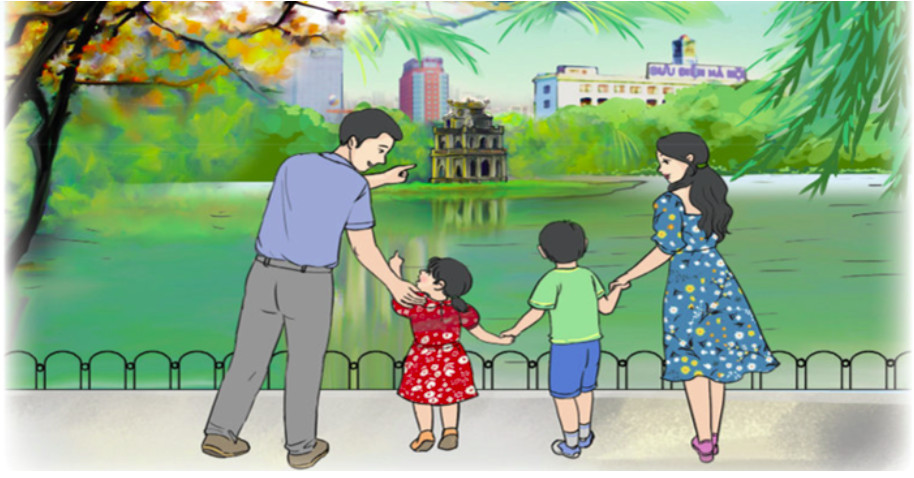 BƯU ĐIỆN HÀ NỘI